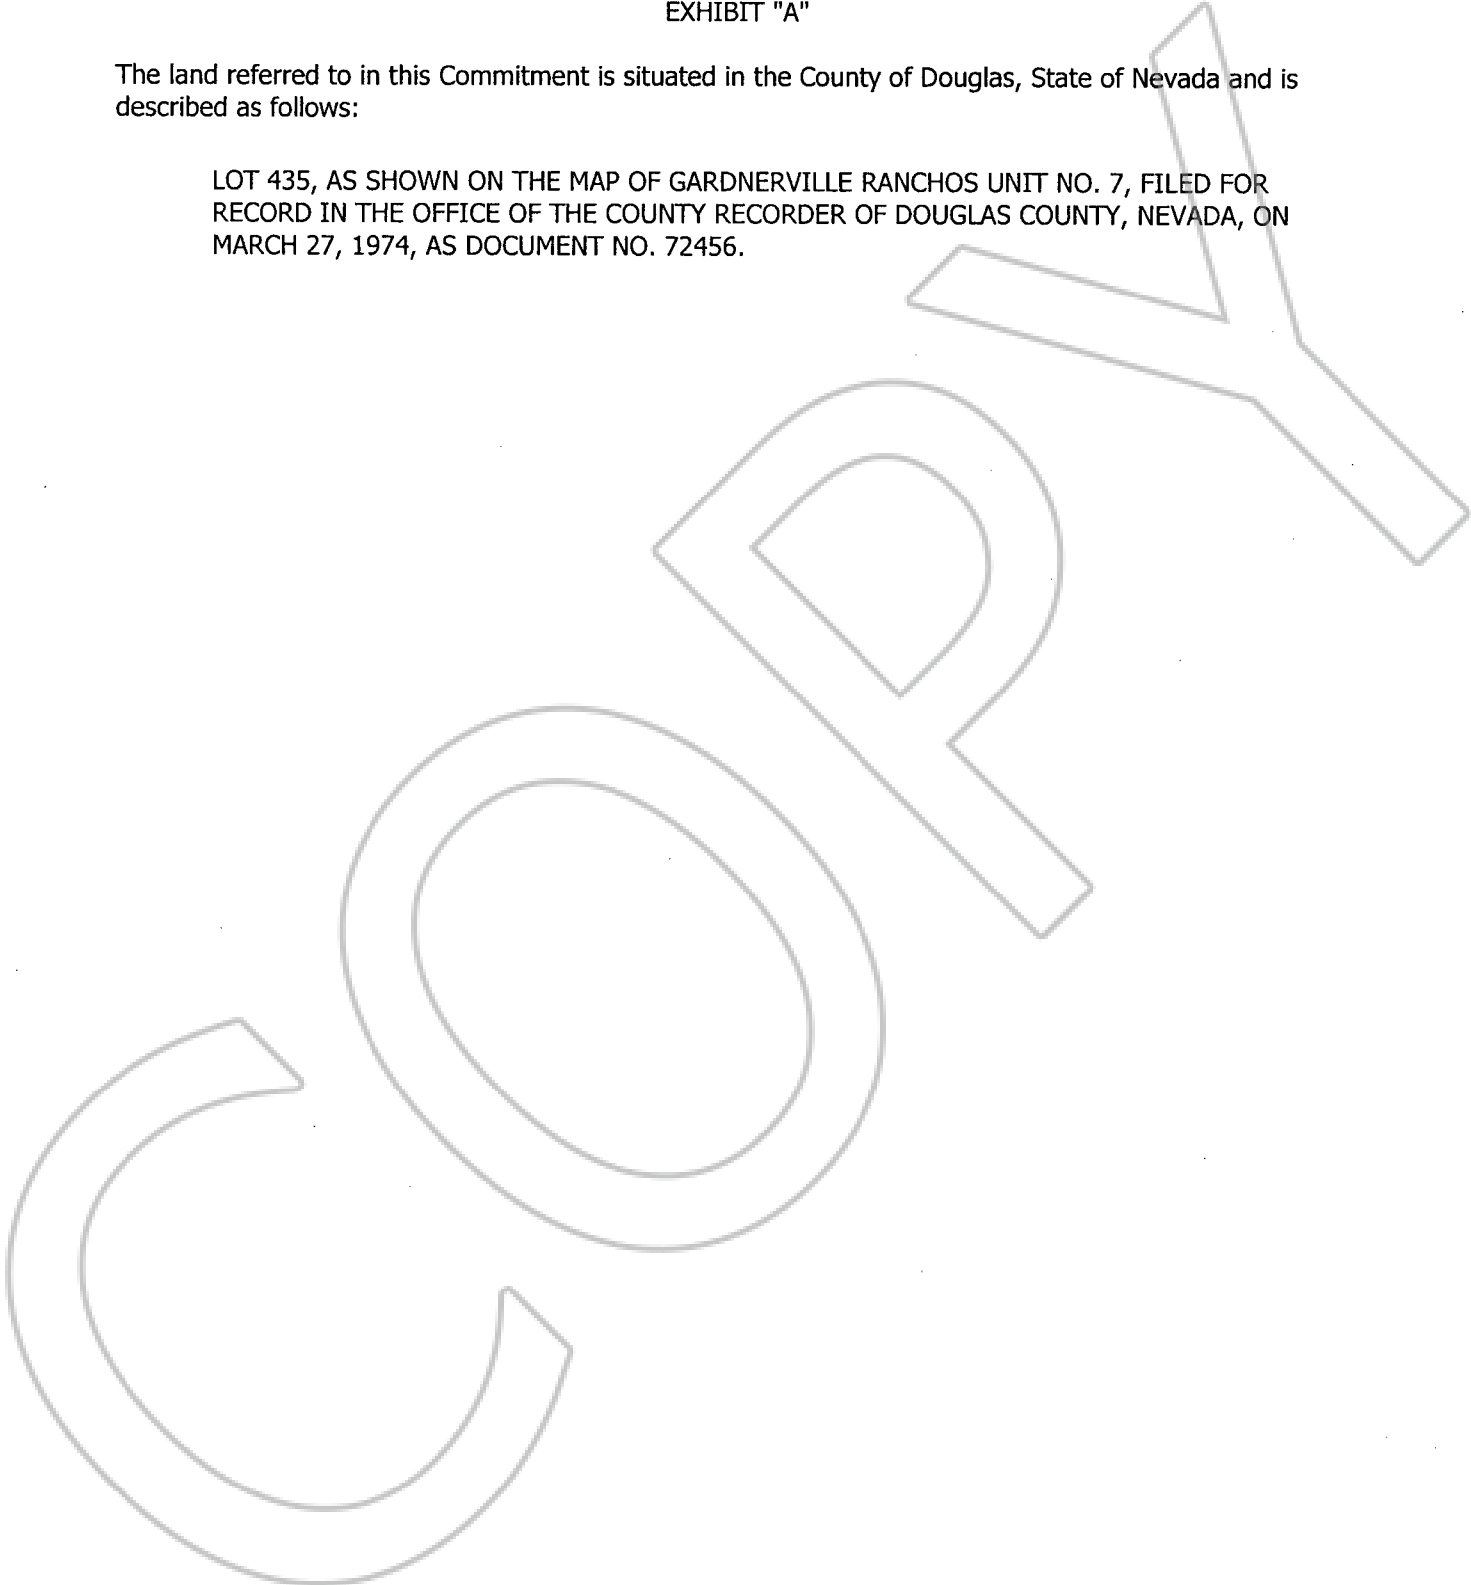 EXHIBIT "A"
The land referred to in this Commitment is situated in the County of Douglas, State of Nevada and is
described as follows:
LOT 435, AS SHOWN ON THE MAP OF GARDNERVILLE RANCHOS UNIT NO. 7, FILED FOR
RECORD IN THE OFFICE OF THE COUNTY RECORDER OF DOUGLAS COUNTY, NEVADA, ON
MARCH 27, 1974, AS DOCUMENT NO. 72456.
COPY